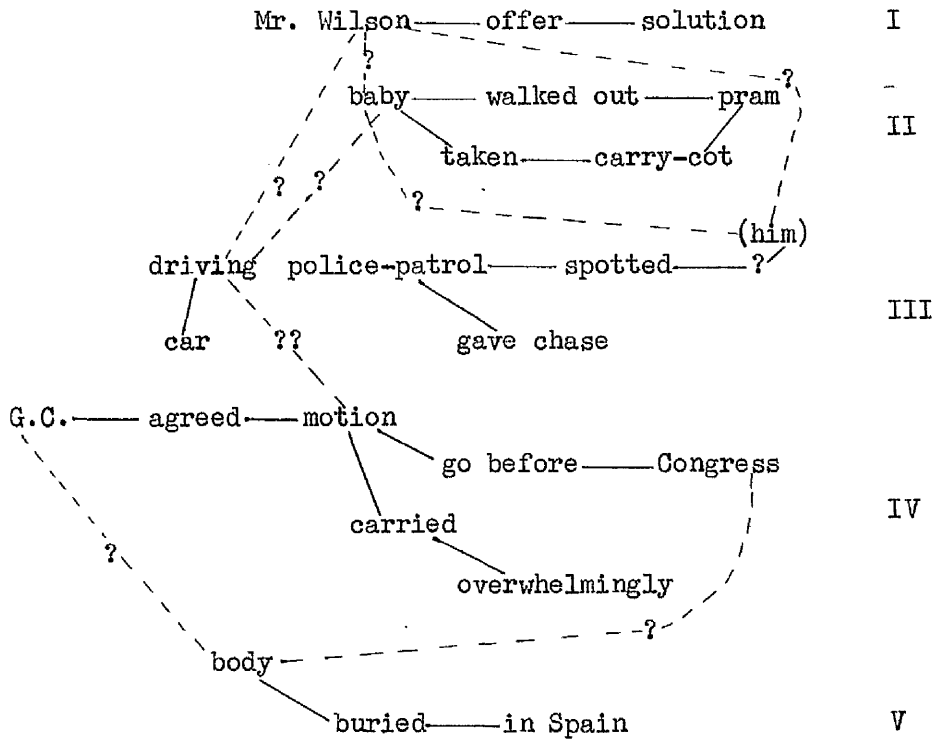 Mr. Wilson offer solution I
?
?
baby walked out pram
II
taken carry-cot
? ?
?
(him)
driving police-patrol spotted ?
III
car ?? gave chase
G.C. agreed motion
go before Congress
IV
carried
?
overwhelmingly
?
body
buried in Spain V